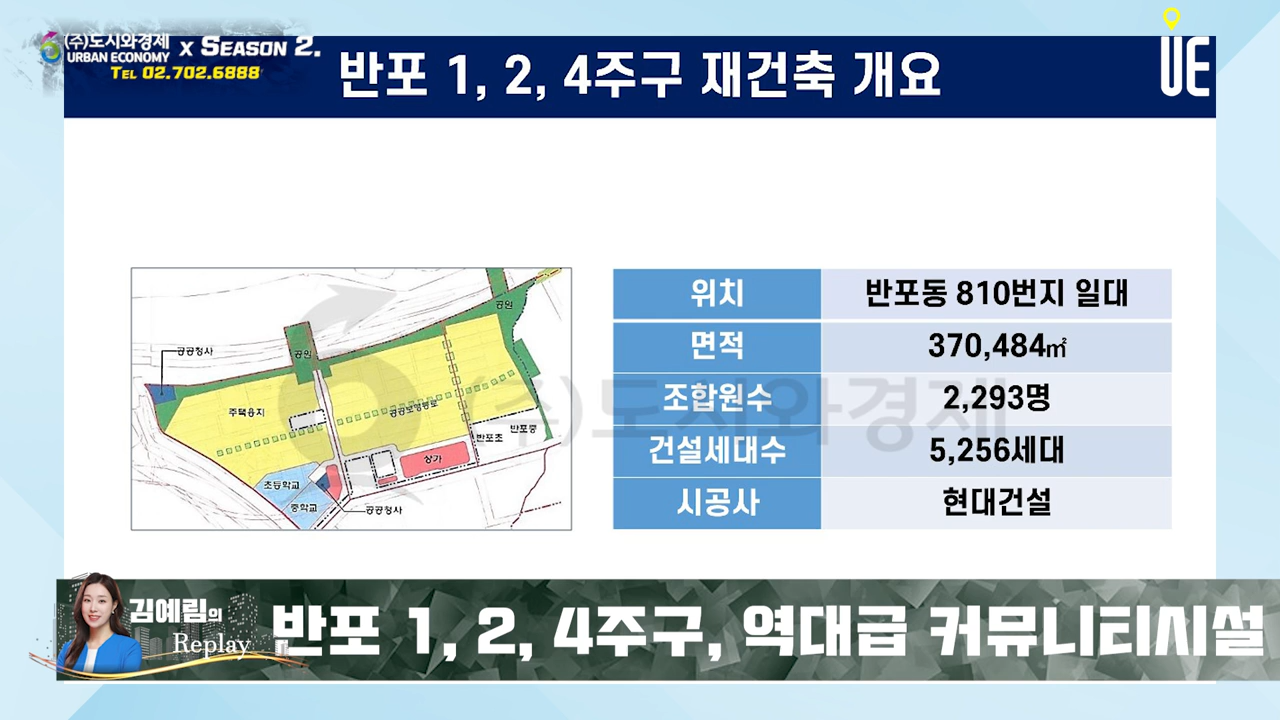 (주)도시와경제
URBAN ECONOMY
X SEASON 2.
TEL 02.702.6888
UE
반포 1, 2, 4주구 재건축 개요
공원
공공청사
공원
주택용지
공공보행통로
반포중
반포초
상가
초등학교
중학교
공공청사
위치 반포동 810번지 일대
면적 370,484㎡
조합원수 2,293명
건설세대수 5,256세대
시공사 현대건설
(주)도시와경제
김예림의
Replay
반포 1, 2, 4주구, 역대급 커뮤니티시설